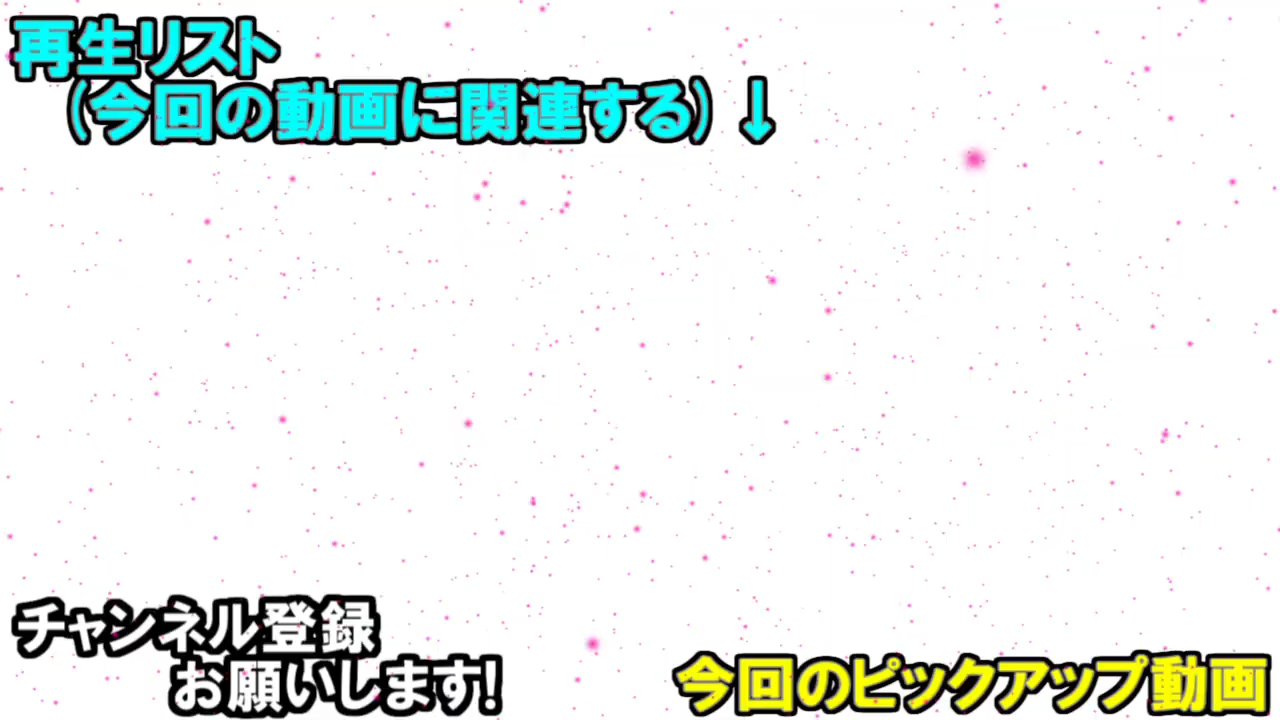 再生リスト
(今回の動画に関連する)↓
チャンネル登録
お願いします!
今回のピックアップ動画